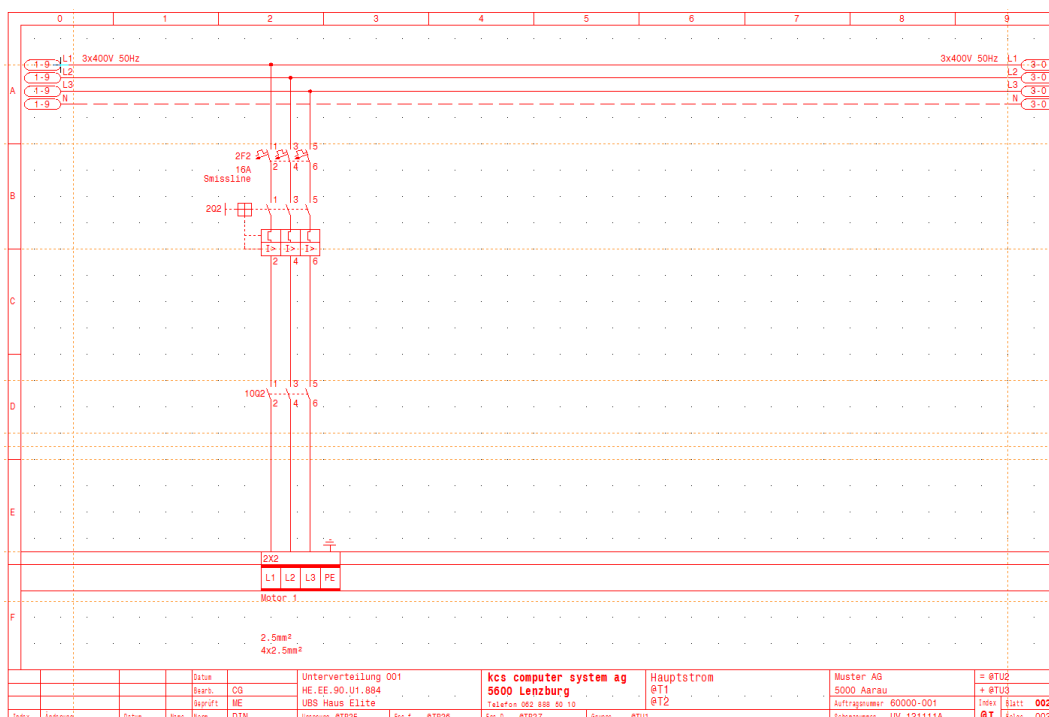 0 1 2 3 4 5 6 7 8 9
L1 3x400V 50Hz 3x400V 50Hz L1
1-9 3-0
L2 L2
1-9 3-0
L3 L3
A 1-9 3-0
N N
1-9 3-0
1 3 5
2F2
2 4 6
16A
Smissline
B
1 3 5
2Q2
I> I> I>
2 4 6
C
1 3 5
10Q2
2 4 6
D
E
2X2
L1 L2 L3 PE
Motor 1
F
2.5mm²
4x2.5mm²
Datum Unterverteilung 001 kcs computer system ag Hauptstrom Muster AG = @TU2
Bearb. CG HE.EE.90.U1.884 5600 Lenzburg @T1 5000 Aarau + @TU3
Geprüft ME UBS Haus Elite Telefon 062 888 50 10 @T2 Auftragsnummer 60000-001 Index Blatt 002